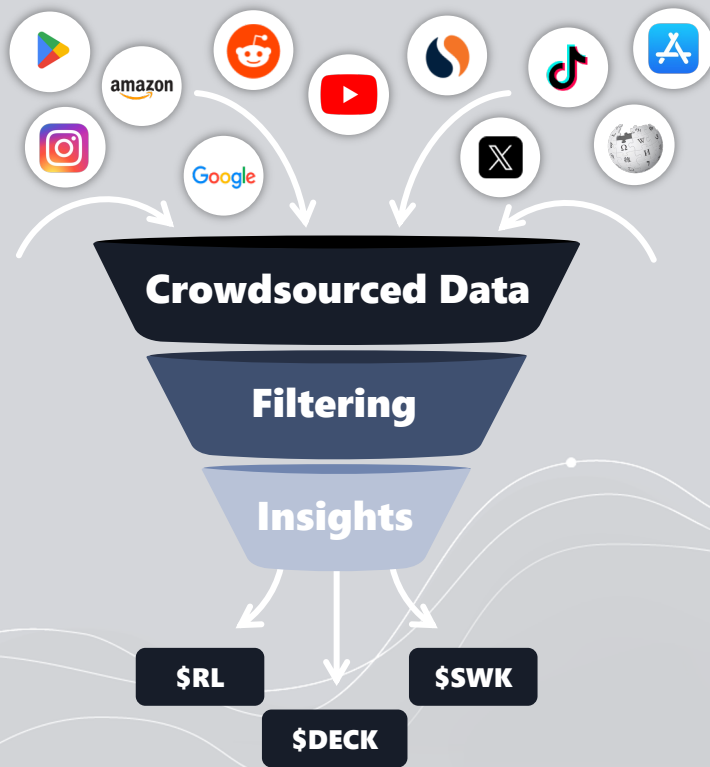 amazon
Google
Crowdsourced Data
Filtering
Insights
$RL
$SWK
$DECK